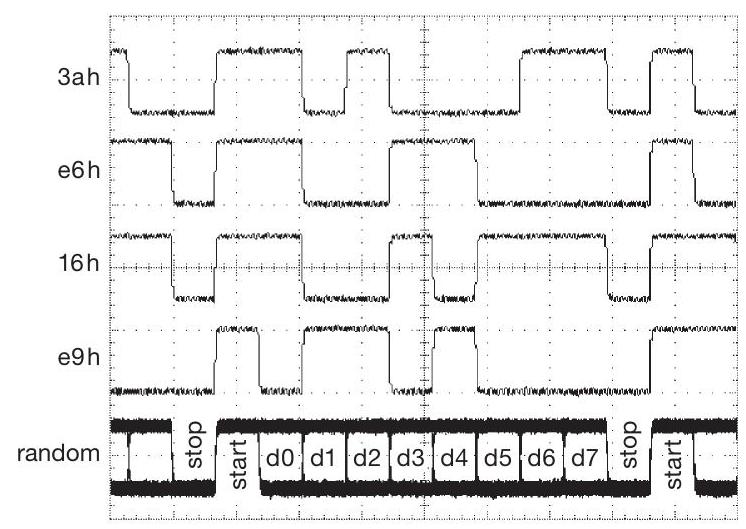 3ah
e6h
16h
e9h
random
stop
start
d0
d1
d2
d3
d4
d5
d6
d7
stop
start